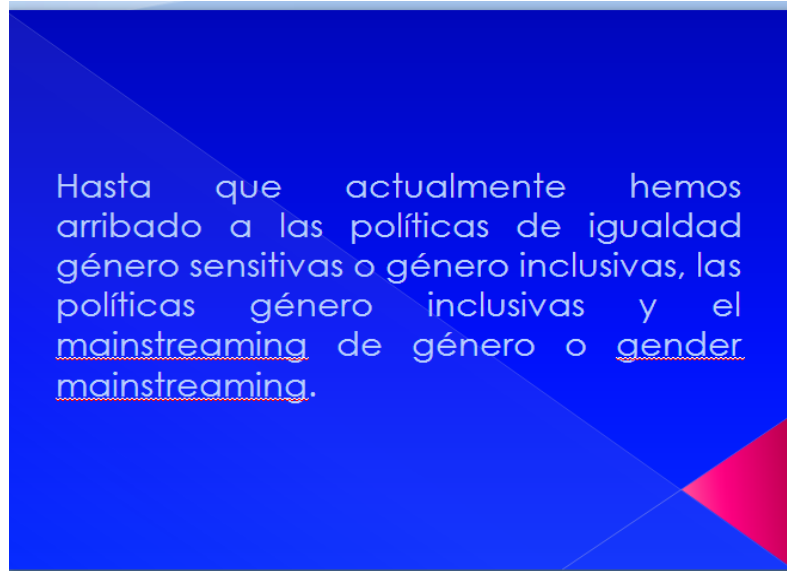 Hasta que actualmente hemos
arribado a las políticas de igualdad
género sensitivas o género inclusivas, las
políticas género inclusivas y el
mainstreaming de género o gender
mainstreaming.